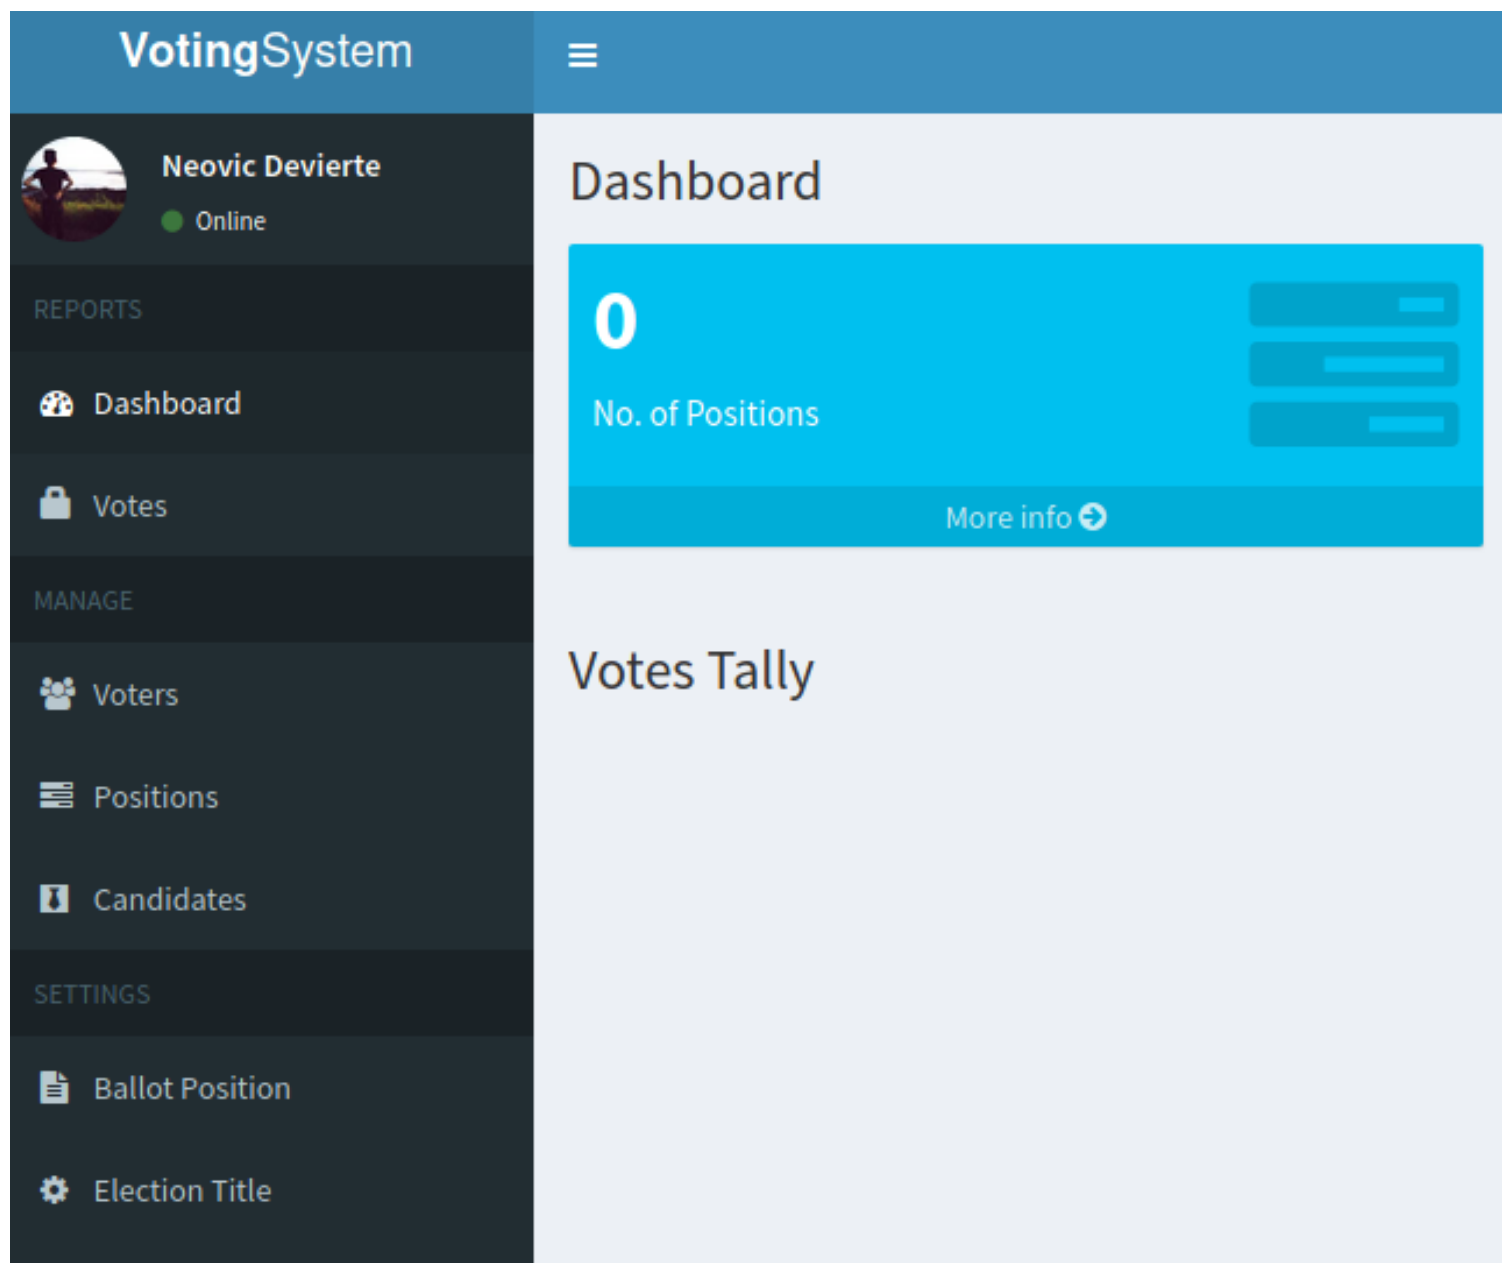 VotingSystem
Neovic Devierte
Online
REPORTS
Dashboard
Votes
MANAGE
Voters
Positions
Candidates
SETTINGS
Ballot Position
Election Title
Dashboard
0
No. of Positions
More info
Votes Tally